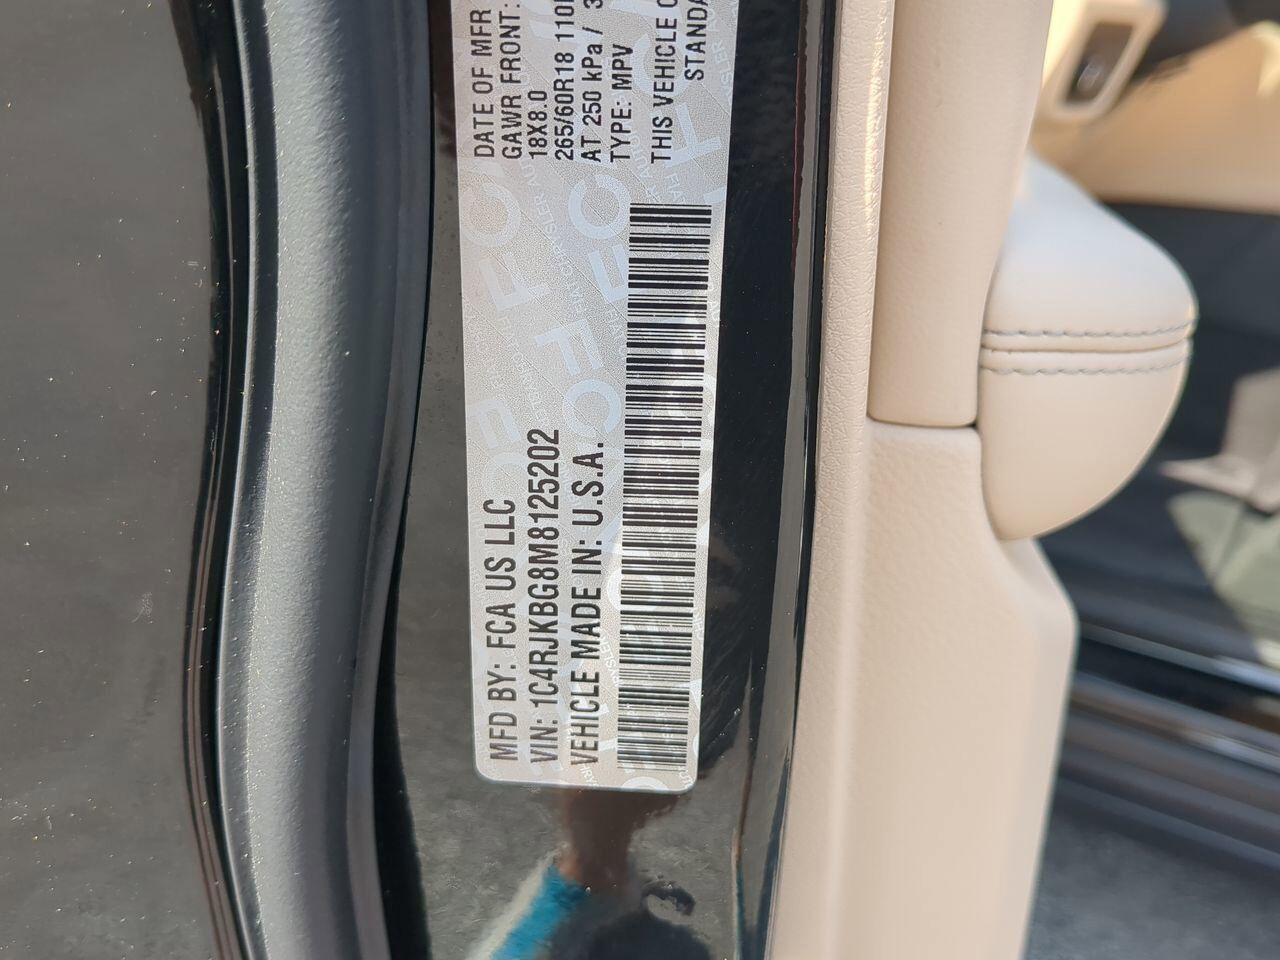 MFD BY: FCA US LLC
VIN: 1C4RJKBG8M8125202
VEHICLE MADE IN: U.S.A.
DATE OF MFR
GAWR FRONT:
18X8.0
265/60R18 110
AT 250 kPa / 3
TYPE: MPV
THIS VEHICLE
STANDA